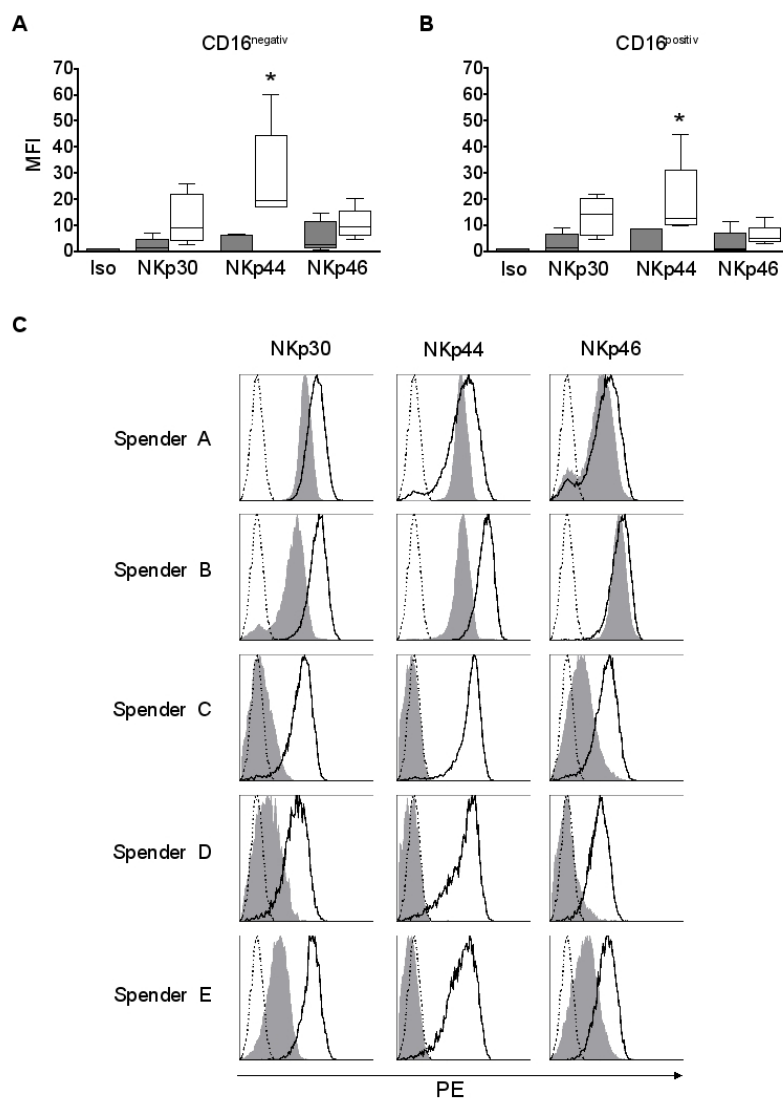 A
B
CD16negativ
CD16positiv
MFI
70
60
50
40
30
20
10
0
Iso NKp30 NKp44 NKp46
*
70
60
50
40
30
20
10
0
Iso NKp30 NKp44 NKp46
*
C
NKp30 NKp44 NKp46
Spender A
Spender B
Spender C
Spender D
Spender E
PE